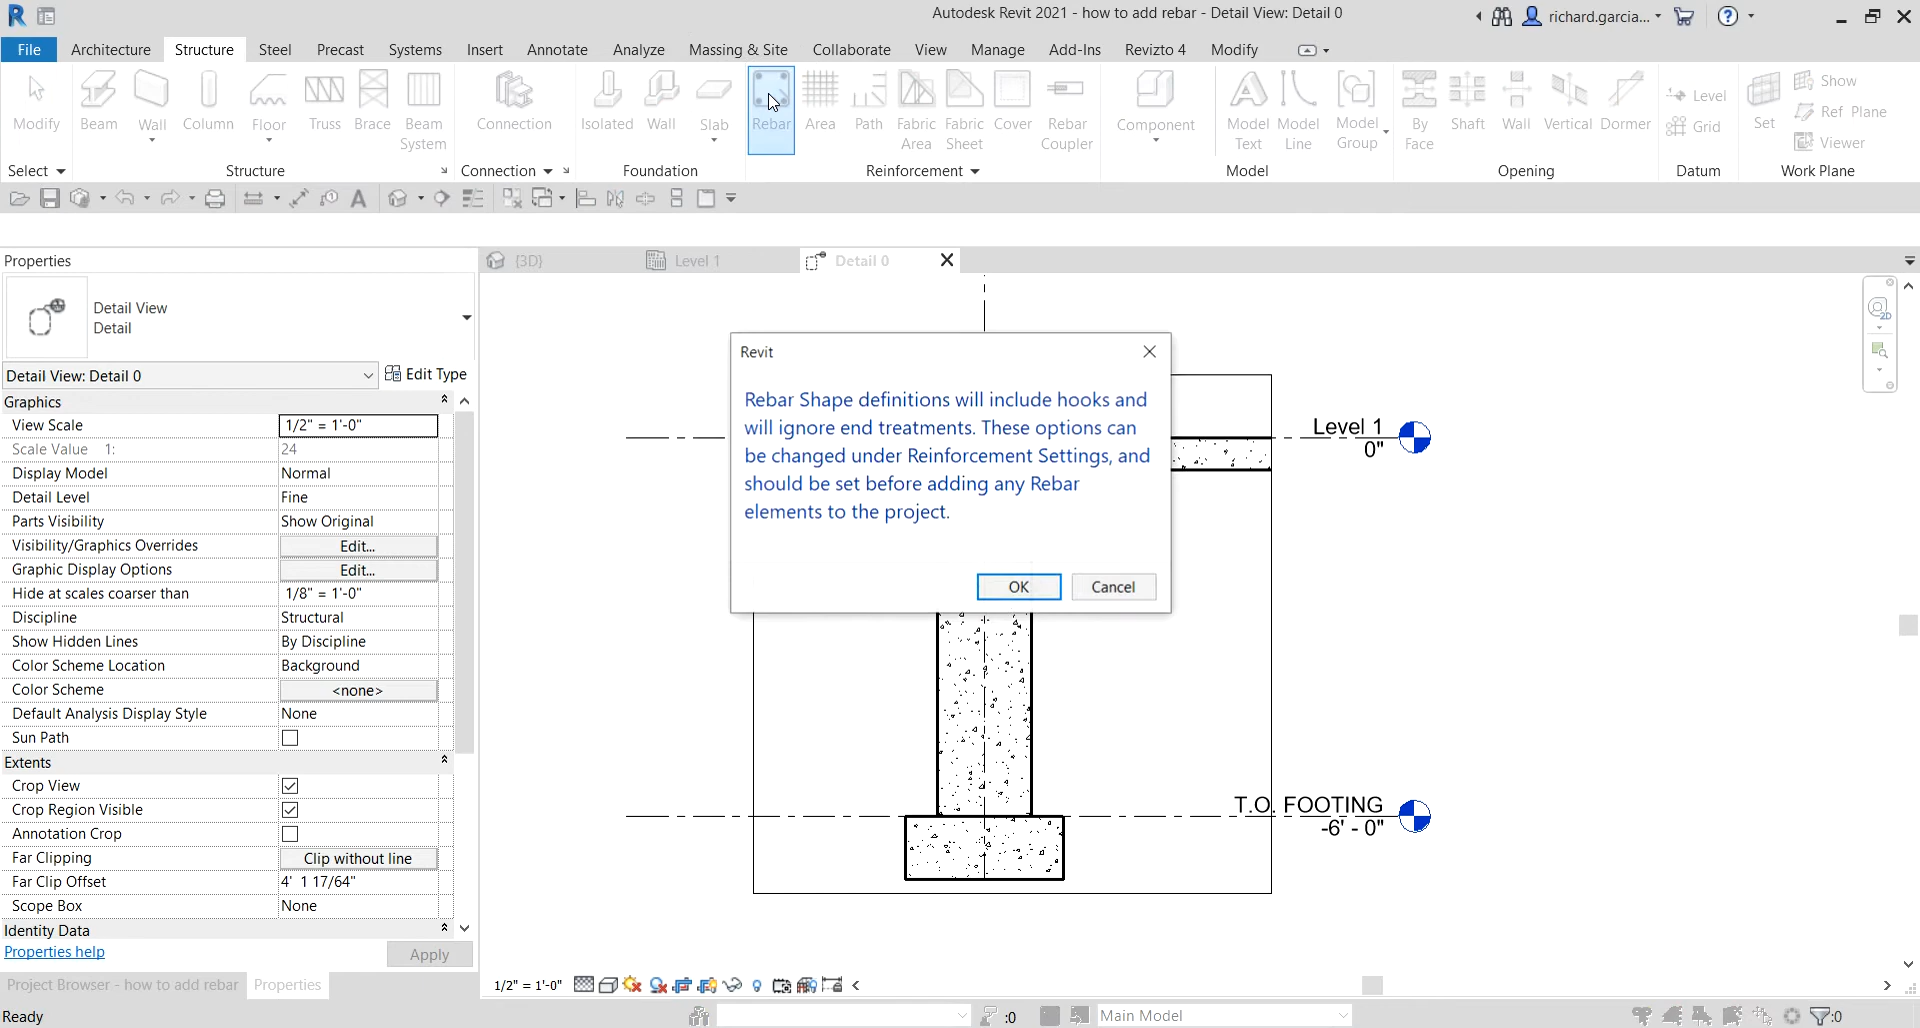 Autodesk Revit 2021 - how to add rebar - Detail View: Detail 0
richard.garcia...
File Architecture Structure Steel Precast Systems Insert Annotate Analyze Massing & Site Collaborate View Manage Add-Ins Revizto 4 Modify
Modify Beam Wall Column Floor Truss Brace Beam System Connection Isolated Wall Slab Rebar Area Path Fabric Area Fabric Sheet Cover Rebar Coupler Component Model Text Model Line Model Group By Face Shaft Wall Vertical Dormer Level Grid Set Show Ref Plane Viewer
Select Structure Connection Foundation Reinforcement Model Opening Datum Work Plane
Properties
{3D} Level 1 Detail 0
Detail View
Detail
Detail View: Detail 0 Edit Type
Graphics
View Scale 1/2" = 1'-0"
Scale Value 1: 24
Display Model Normal
Detail Level Fine
Parts Visibility Show Original
Visibility/Graphics Overrides Edit...
Graphic Display Options Edit...
Hide at scales coarser than 1/8" = 1'-0"
Discipline Structural
Show Hidden Lines By Discipline
Color Scheme Location Background
Color Scheme <none>
Default Analysis Display Style None
Sun Path
Extents
Crop View
Crop Region Visible
Annotation Crop
Far Clipping Clip without line
Far Clip Offset 4' 1 17/64"
Scope Box None
Identity Data
Properties help Apply
Project Browser - how to add rebar Properties
Revit
Rebar Shape definitions will include hooks and
will ignore end treatments. These options can
be changed under Reinforcement Settings, and
should be set before adding any Rebar
elements to the project.
OK Cancel
Level 1
0"
T.O. FOOTING
-6' - 0"
2D
1/2" = 1'-0"
Ready :0 Main Model :0